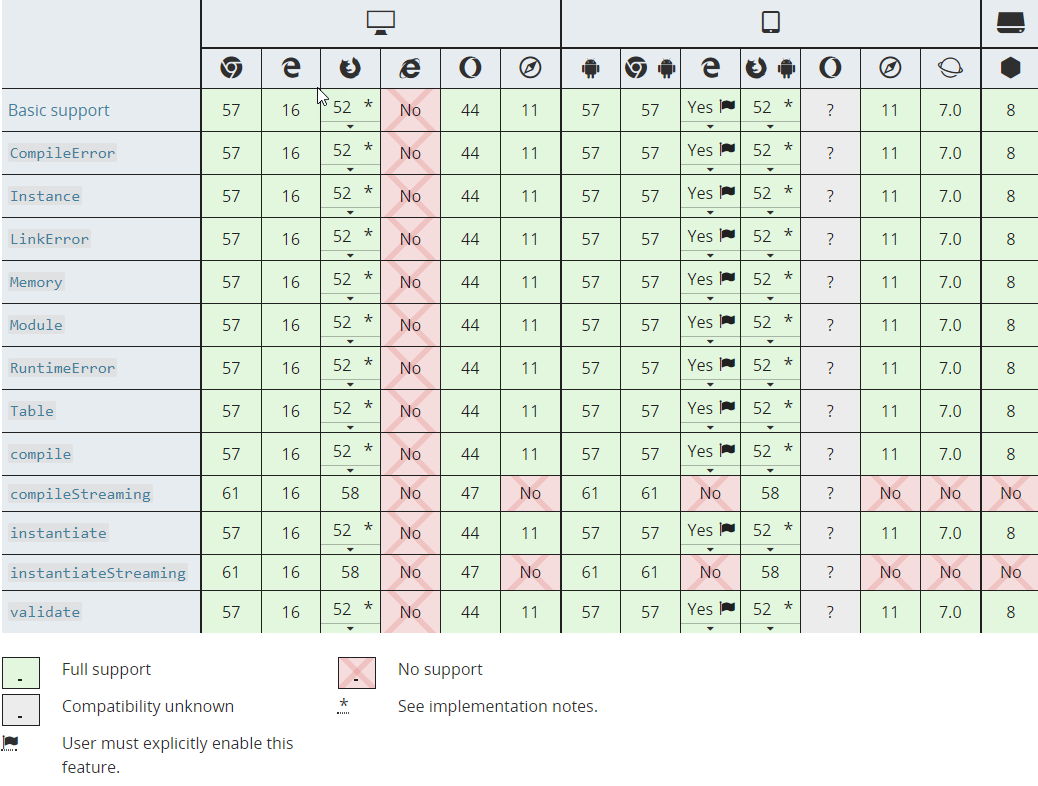 Basic support 57 16 52 * No 44 11 57 57 Yes 52 * ? 11 7.0 8
CompileError 57 16 52 * No 44 11 57 57 Yes 52 * ? 11 7.0 8
Instance 57 16 52 * No 44 11 57 57 Yes 52 * ? 11 7.0 8
LinkError 57 16 52 * No 44 11 57 57 Yes 52 * ? 11 7.0 8
Memory 57 16 52 * No 44 11 57 57 Yes 52 * ? 11 7.0 8
Module 57 16 52 * No 44 11 57 57 Yes 52 * ? 11 7.0 8
RuntimeError 57 16 52 * No 44 11 57 57 Yes 52 * ? 11 7.0 8
Table 57 16 52 * No 44 11 57 57 Yes 52 * ? 11 7.0 8
compile 57 16 52 * No 44 11 57 57 Yes 52 * ? 11 7.0 8
compileStreaming 61 16 58 No 47 No 61 61 No 58 ? No No No
instantiate 57 16 52 * No 44 11 57 57 Yes 52 * ? 11 7.0 8
instantiateStreaming 61 16 58 No 47 No 61 61 No 58 ? No No No
validate 57 16 52 * No 44 11 57 57 Yes 52 * ? 11 7.0 8
- Full support - No support
- Compatibility unknown * See implementation notes.
User must explicitly enable this
feature.